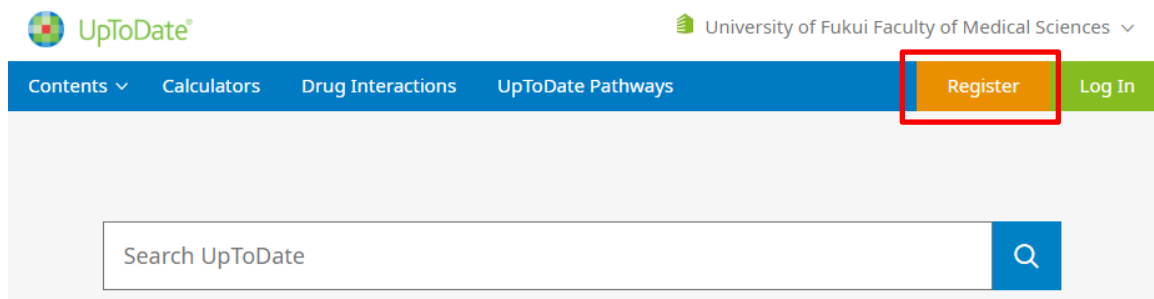 UpToDate®
University of Fukui Faculty of Medical Sciences
Contents Calculators Drug Interactions UpToDate Pathways Register Log In
Search UpToDate